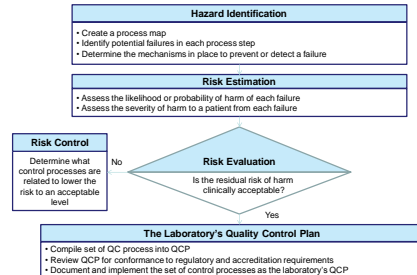 Hazard Identification
• Create a process map
• Identify potential failures in each process step
• Determine the mechanisms in place to prevent or detect a failure
Risk Estimation
• Assess the likelihood or probability of harm of each failure
• Assess the severity of harm to a patient from each failure
Risk Control
Determine what
control processes are
related to lower the
risk to an acceptable
level
No
Risk Evaluation
Is the residual risk of harm
clinically acceptable?
Yes
The Laboratory's Quality Control Plan
• Compile set of QC process into QCP
• Review QCP for conformance to regulatory and accreditation requirements
• Document and implement the set of control processes as the laboratory's QCP